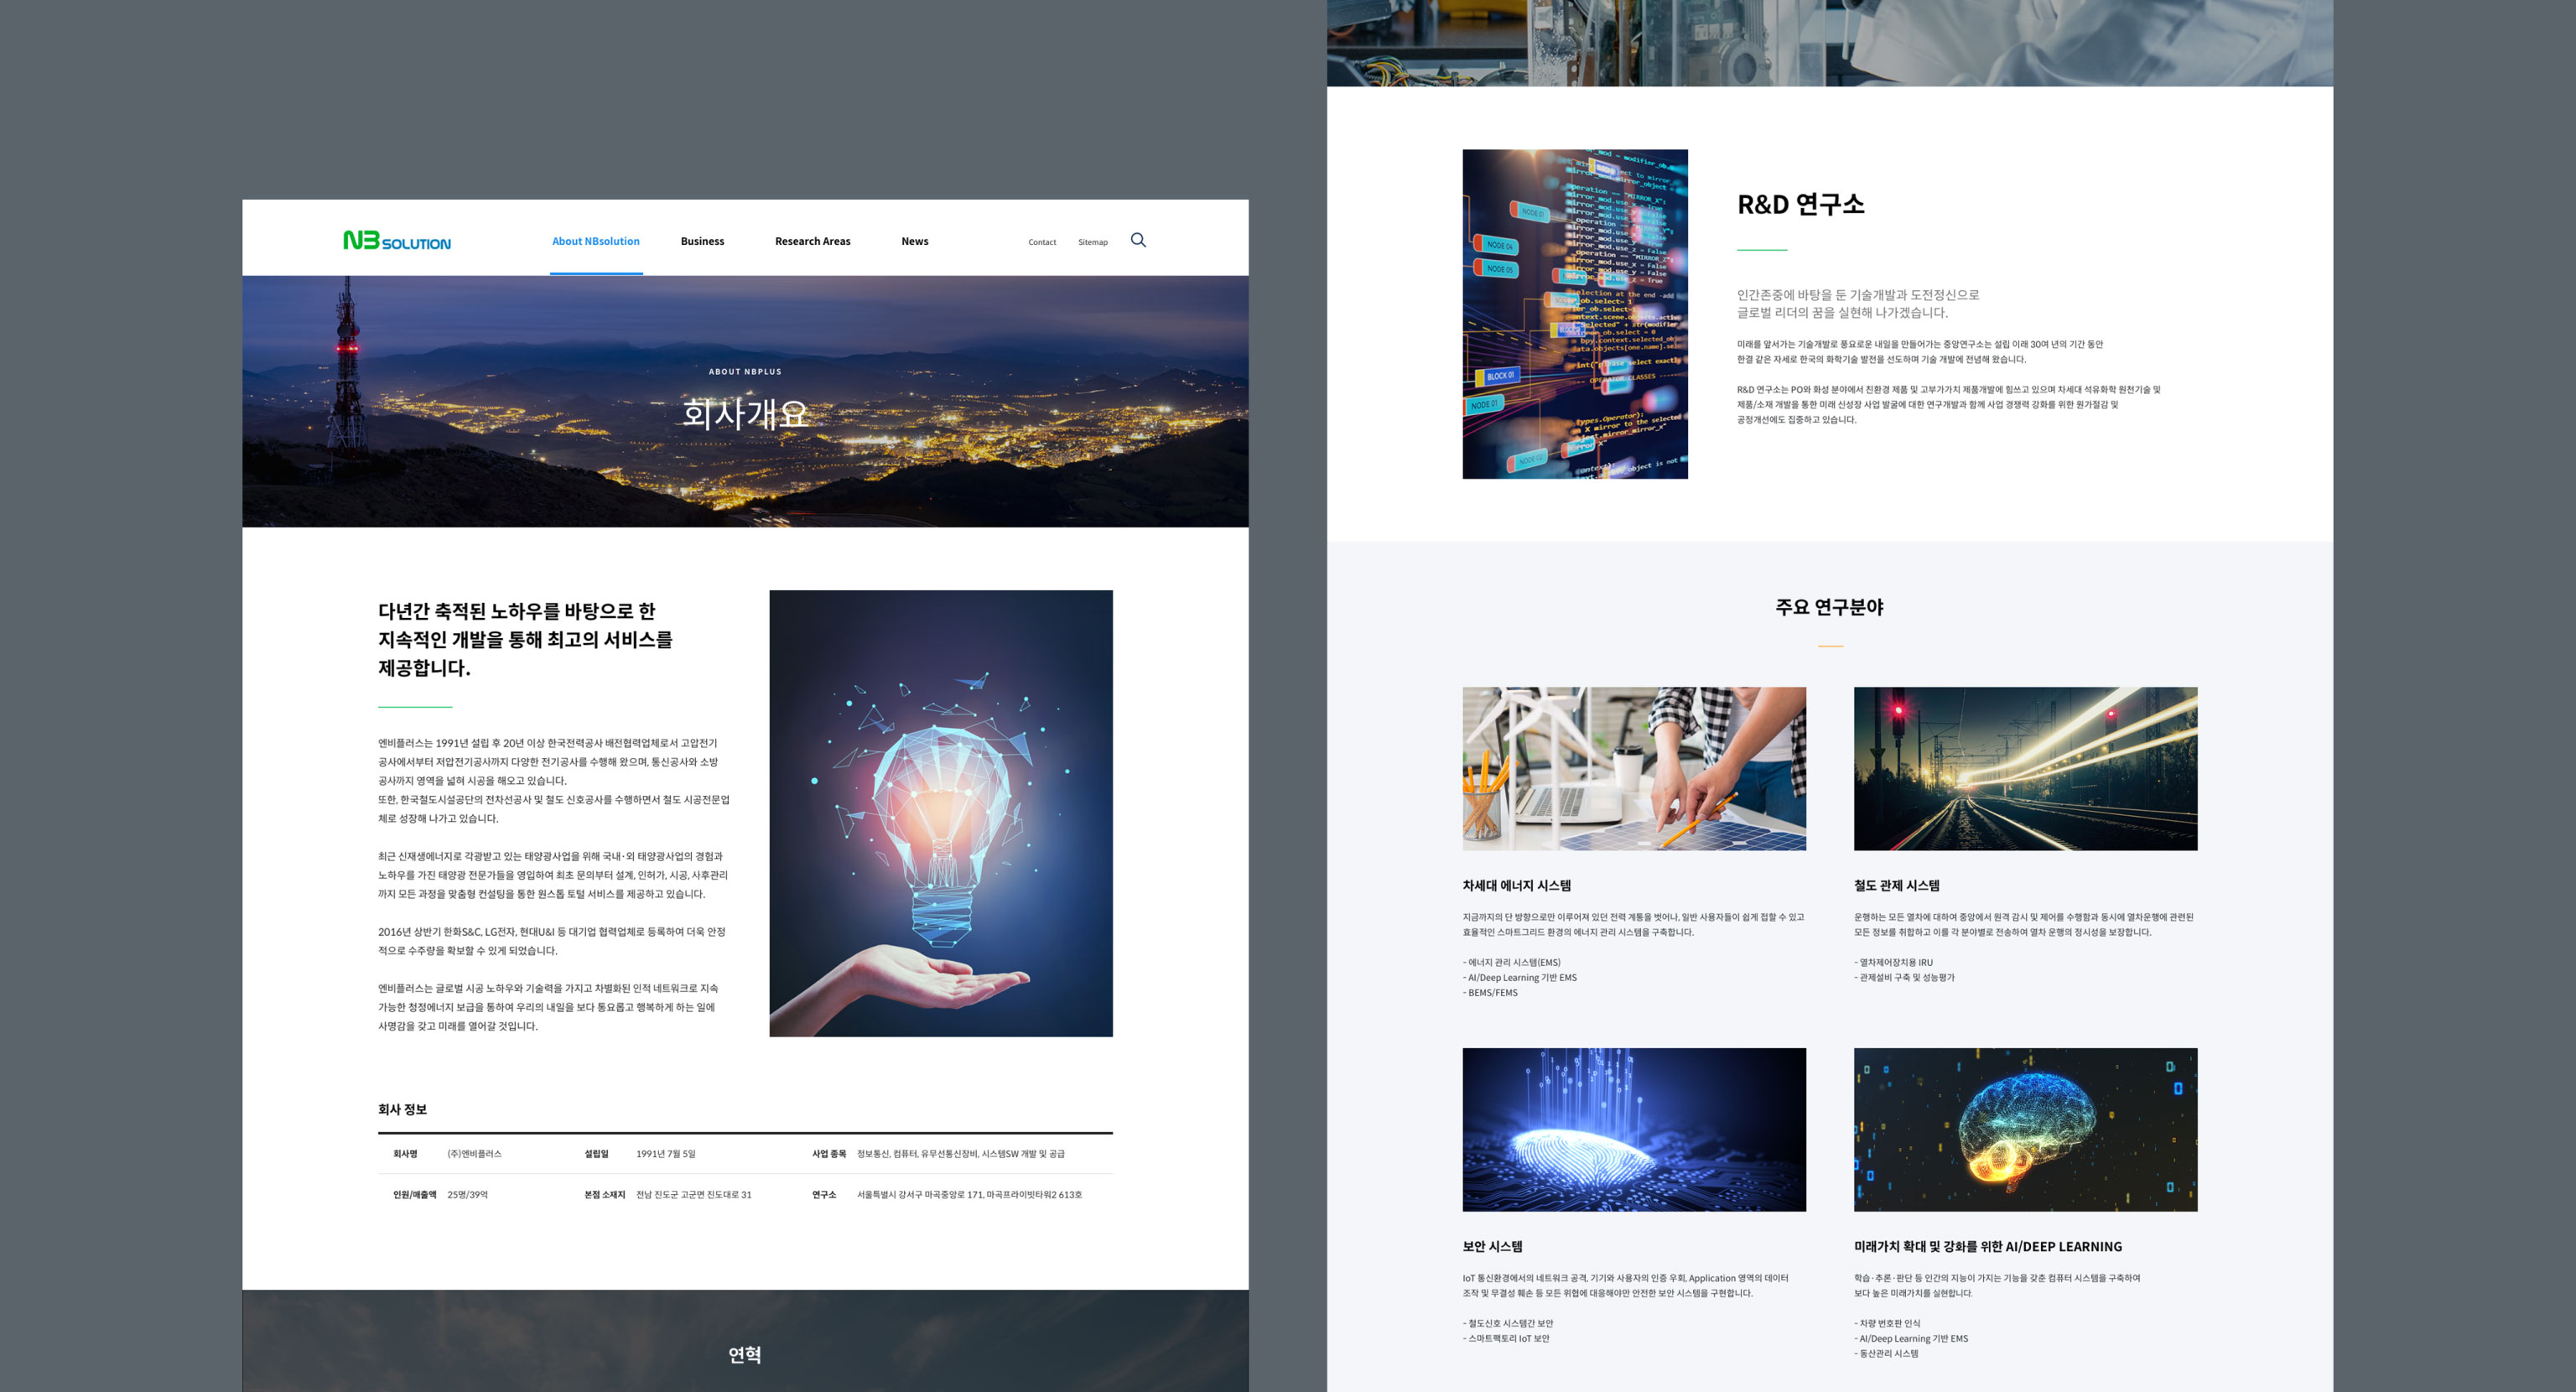 NB SOLUTION
About NBsolution
Business
Research Areas
News
Contact
Sitemap
ABOUT NBPLUS
회사개요
다년간 축적된 노하우를 바탕으로 한
지속적인 개발을 통해 최고의 서비스를
제공합니다.
엔비플러스는 1991년 설립 후 20년 이상 한국전력공사 배전협력업체로서 고압전기
공사에서부터 저압전기공사까지 다양한 전기공사를 수행해 왔으며, 통신공사와 소방
공사까지 영역을 넓혀 시공을 해오고 있습니다.
또한, 한국철도시설공단의 전차선공사 및 철도 신호공사를 수행하면서 철도 시공전문업
체로 성장해 나가고 있습니다.
최근 신재생에너지로 각광받고 있는 태양광사업을 위해 국내·외 태양광사업의 경험과
노하우를 가진 태양광 전문가들을 영입하여 최초 문의부터 설계, 인허가, 시공, 사후관리
까지 모든 과정을 맞춤형 컨설팅을 통한 원스톱 토털 서비스를 제공하고 있습니다.
2016년 상반기 한화S&C, LG전자, 현대U&I 등 대기업 협력업체로 등록하여 더욱 안정
적으로 수주량을 확보할 수 있게 되었습니다.
엔비플러스는 글로벌 시공 노하우와 기술력을 가지고 차별화된 인적 네트워크로 지속
가능한 청정에너지 보급을 통하여 우리의 내일을 보다 풍요롭고 행복하게 하는 일에
사명감을 갖고 미래를 열어갈 것입니다.
회사 정보
회사명 (주)엔비플러스 설립일 1991년 7월 5일 사업 종목 정보통신, 컴퓨터, 유무선통신장비, 시스템SW 개발 및 공급
인원/매출액 25명/39억 본점 소재지 전남 진도군 고군면 진도대로 31 연구소 서울특별시 강서구 마곡중앙로 171, 마곡프라이빗타워2 613호
연혁
NODE 04
NODE 05
BLOCK 01
NODE 01
R&D 연구소
인간존중에 바탕을 둔 기술개발과 도전정신으로
글로벌 리더의 꿈을 실현해 나가겠습니다.
미래를 앞서가는 기술개발로 풍요로운 내일을 만들어가는 중앙연구소는 설립 이래 30여 년의 기간 동안
한결 같은 자세로 한국의 화학기술 발전을 선도하며 기술 개발에 전념해 왔습니다.
R&D 연구소는 PO와 화성 분야에서 친환경 제품 및 고부가가치 제품개발에 힘쓰고 있으며 차세대 석유화학 원천기술 및
제품/소재 개발을 통한 미래 신성장 사업 발굴에 대한 연구개발과 함께 사업 경쟁력 강화를 위한 원가절감 및
공정개선에도 집중하고 있습니다.
주요 연구분야
차세대 에너지 시스템
지금까지의 단 방향으로만 이루어져 있던 전력 계통을 벗어나, 일반 사용자들이 쉽게 접할 수 있고
효율적인 스마트그리드 환경의 에너지 관리 시스템을 구축합니다.
- 에너지 관리 시스템(EMS)
- AI/Deep Learning 기반 EMS
- BEMS/FEMS
철도 관제 시스템
운행하는 모든 열차에 대하여 중앙에서 원격 감시 및 제어를 수행함과 동시에 열차운행에 관련된
모든 정보를 취합하고 이를 각 분야별로 전송하여 열차 운행의 정시성을 보장합니다.
- 열차제어장치용 IRU
- 관제설비 구축 및 성능평가
보안 시스템
IoT 통신환경에서의 네트워크 공격, 기기와 사용자의 인증 우회, Application 영역의 데이터
조작 및 무결성 훼손 등 모든 위협에 대응해야만 안전한 보안 시스템을 구현합니다.
- 철도신호 시스템간 보안
- 스마트팩토리 IoT 보안
미래가치 확대 및 강화를 위한 AI/DEEP LEARNING
학습·추론·판단 등 인간의 지능이 가지는 기능을 갖춘 컴퓨터 시스템을 구축하여
보다 높은 미래가치를 실현합니다.
- 차량 번호판 인식
- AI/Deep Learning 기반 EMS
- 동산관리 시스템